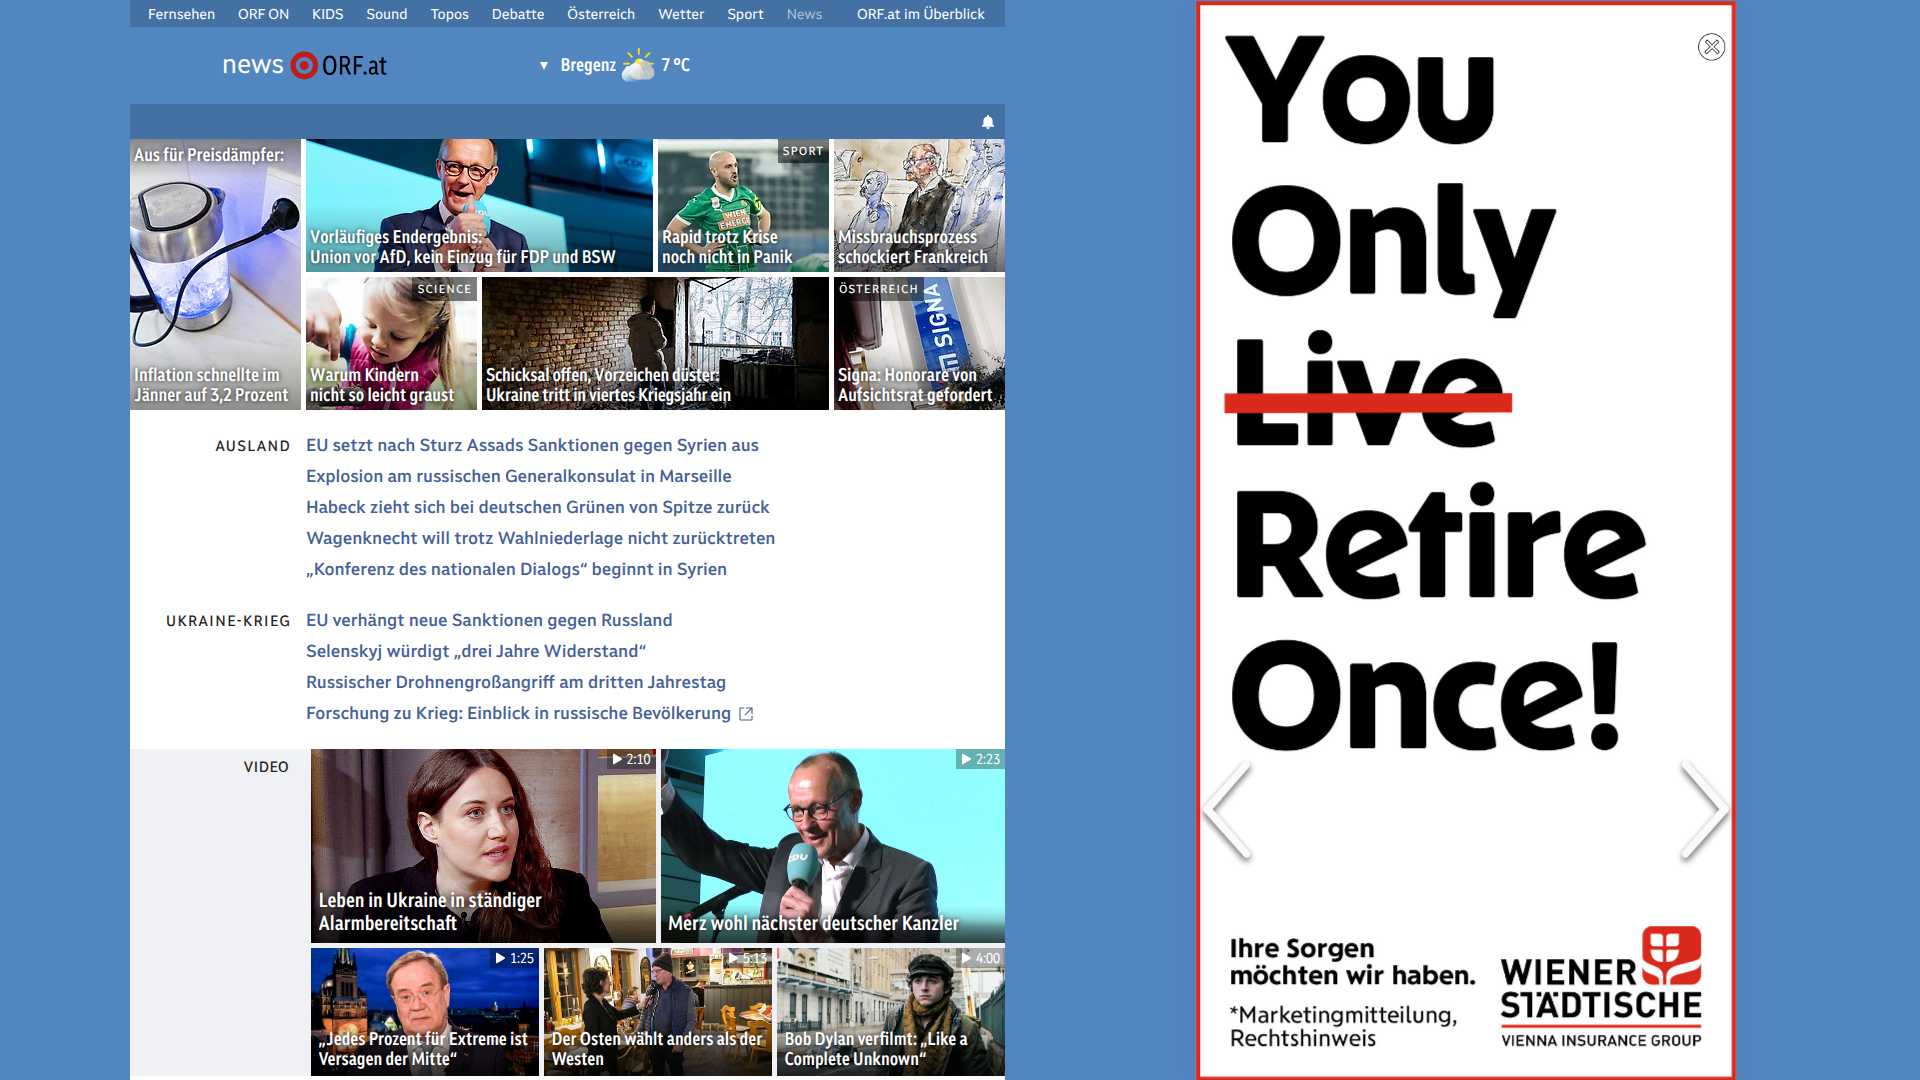 Fernsehen ORF ON KIDS Sound Topos Debatte Österreich Wetter Sport News ORF.at im Überblick
news ORF.at
Bregenz 7 °C
Aus für Preisdämpfer:
Inflation schnellte im
Jänner auf 3,2 Prozent
Vorläufiges Endergebnis:
Union vor AfD, kein Einzug für FDP und BSW
SPORT
WIEN
ENERGIE
Rapid trotz Krise
noch nicht in Panik
Missbrauchsprozess
schockiert Frankreich
SCIENCE
Warum Kindern
nicht so leicht graust
Schicksal offen, Vorzeichen düster:
Ukraine tritt in viertes Kriegsjahr ein
ÖSTERREICH
SIGNA
Signa: Honorare von
Aufsichtsrat gefordert
AUSLAND
EU setzt nach Sturz Assads Sanktionen gegen Syrien aus
Explosion am russischen Generalkonsulat in Marseille
Habeck zieht sich bei deutschen Grünen von Spitze zurück
Wagenknecht will trotz Wahlniederlage nicht zurücktreten
„Konferenz des nationalen Dialogs“ beginnt in Syrien
UKRAINE-KRIEG
EU verhängt neue Sanktionen gegen Russland
Selenskyj würdigt „drei Jahre Widerstand“
Russischer Drohnengroßangriff am dritten Jahrestag
Forschung zu Krieg: Einblick in russische Bevölkerung
VIDEO
2:10
Leben in Ukraine in ständiger
Alarmbereitschaft
2:23
CDU
Merz wohl nächster deutscher Kanzler
1:25
„Jedes Prozent für Extreme ist
Versagen der Mitte“
5:13
Der Osten wählt anders als der
Westen
4:00
Bob Dylan verfilmt: „Like a
Complete Unknown“
You
Only
Live
Retire
Once!
Ihre Sorgen
möchten wir haben.
*Marketingmitteilung,
Rechtshinweis
WIENER
STÄDTISCHE
VIENNA INSURANCE GROUP